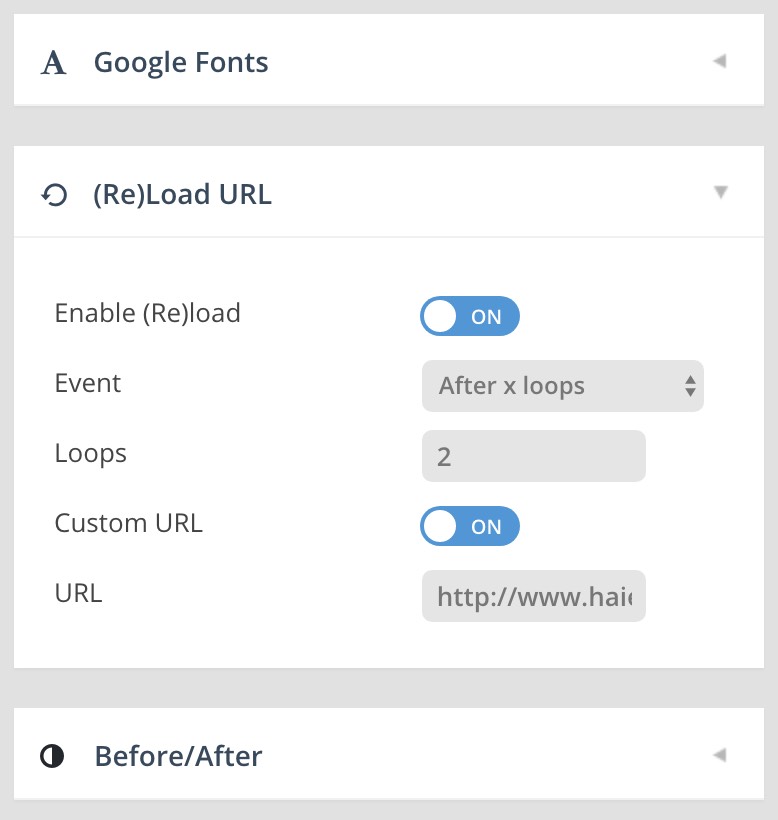 Google Fonts
(Re)Load URL
Enable (Re)load ON
Event After x loops
Loops 2
Custom URL ON
URL http://www.hai
Before/After